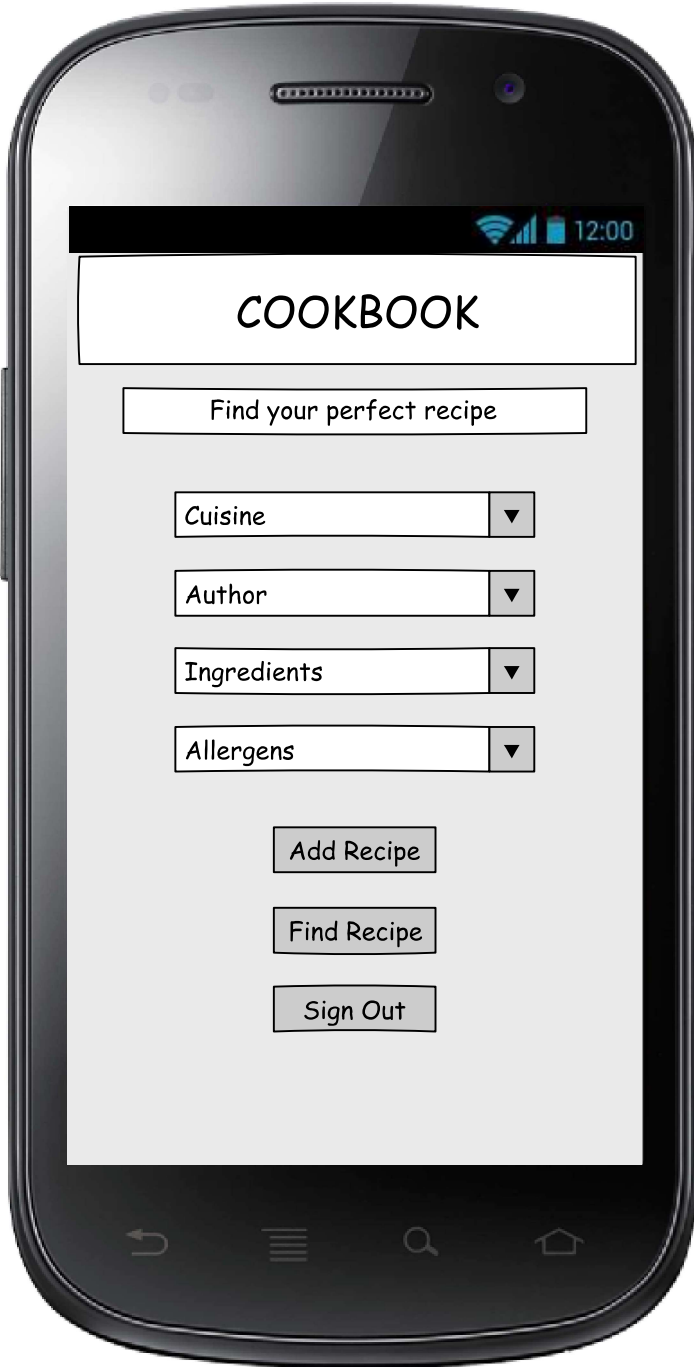 12:00
COOKBOOK
Find your perfect recipe
Cuisine
Author
Ingredients
Allergens
Add Recipe
Find Recipe
Sign Out